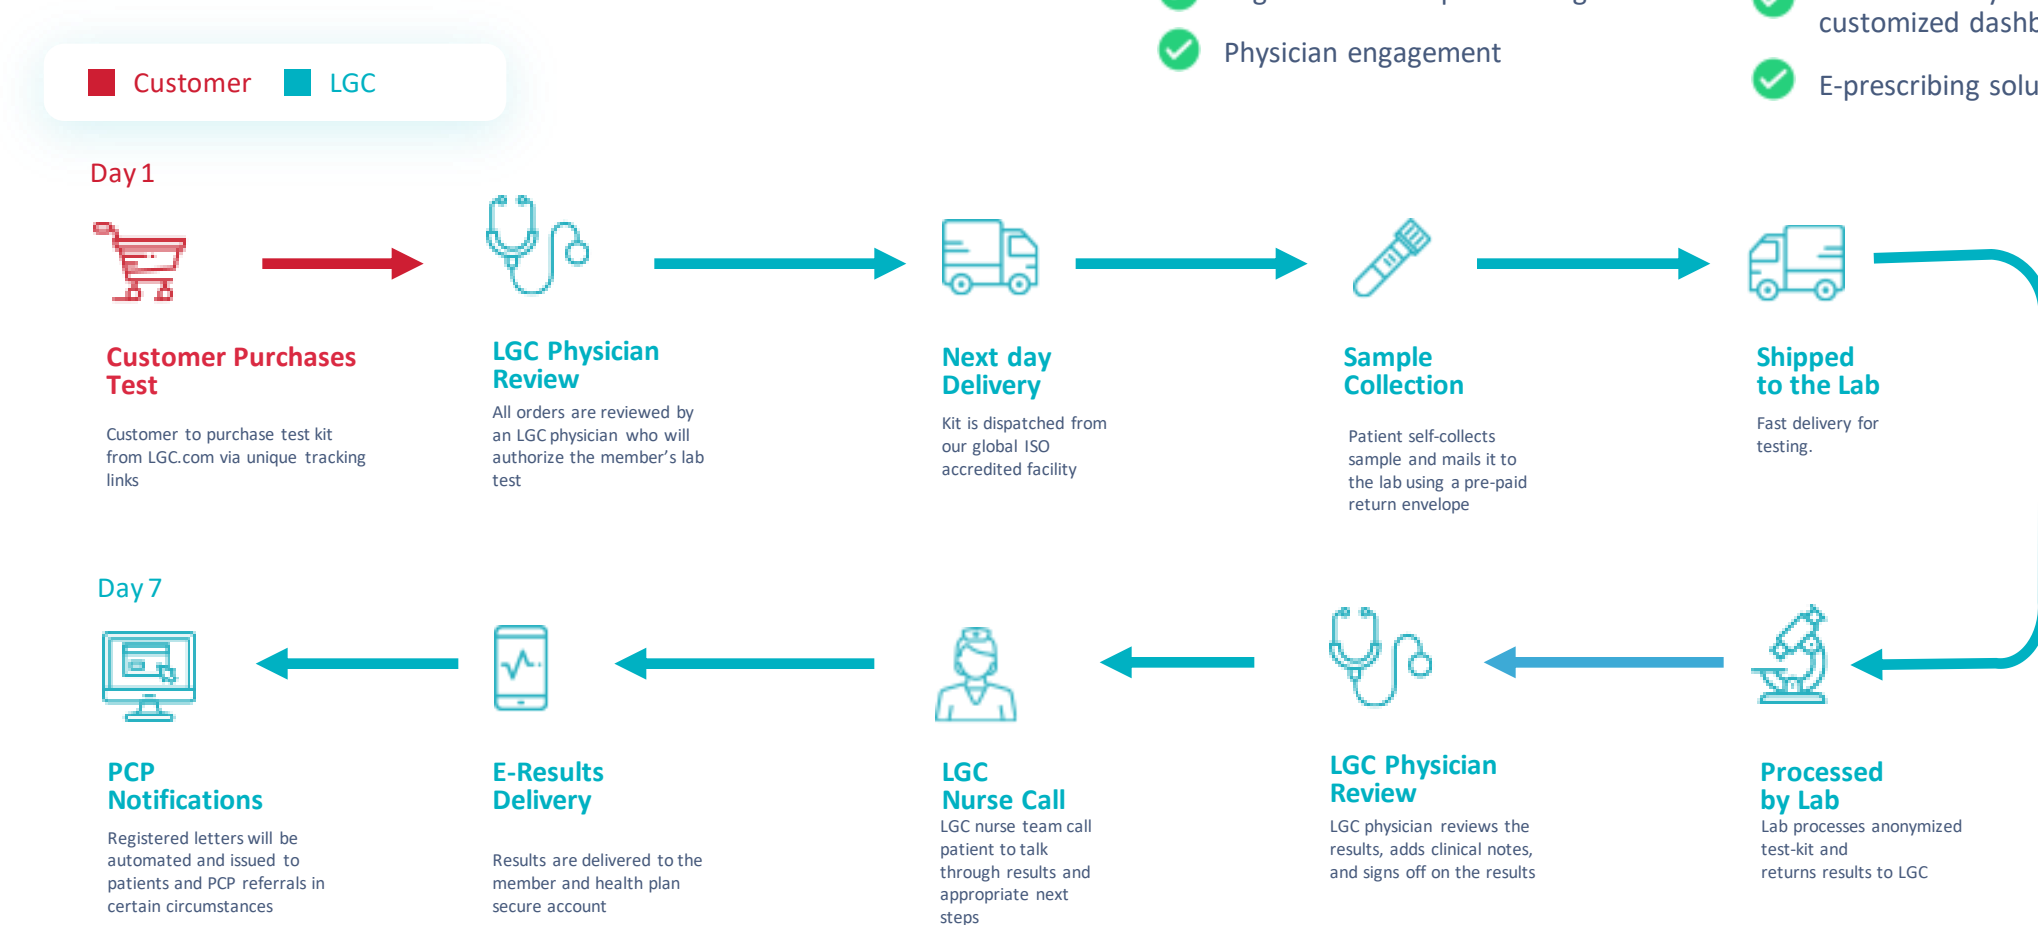 Physician engagement
customized
E-prescribing
Customer
LGC
Day 1
Customer Purchases
Test
Customer to purchase test kit
from LGC.com via unique tracking
links
LGC Physician
Review
All orders are reviewed by
an LGC physician who will
authorize the member's lab
test
Next day
Delivery
Kit is dispatched from
our global ISO
accredited facility
Sample
Collection
Patient self-collects
sample and mails it to
the lab using a pre-paid
return envelope
Shipped
to the Lab
Fast delivery for
testing.
Day 7
PCP
Notifications
Registered letters will be
automated and issued to
patients and PCP referrals in
certain circumstances
E-Results
Delivery
Results are delivered to the
member and health plan
secure account
LGC
Nurse Call
LGC nurse team call
patient to talk
through results and
appropriate next
steps
LGC Physician
Review
LGC physician reviews the
results, adds clinical notes,
and signs off on the results
Processed
by Lab
Lab processes anonymized
test-kit and
returns results to LGC